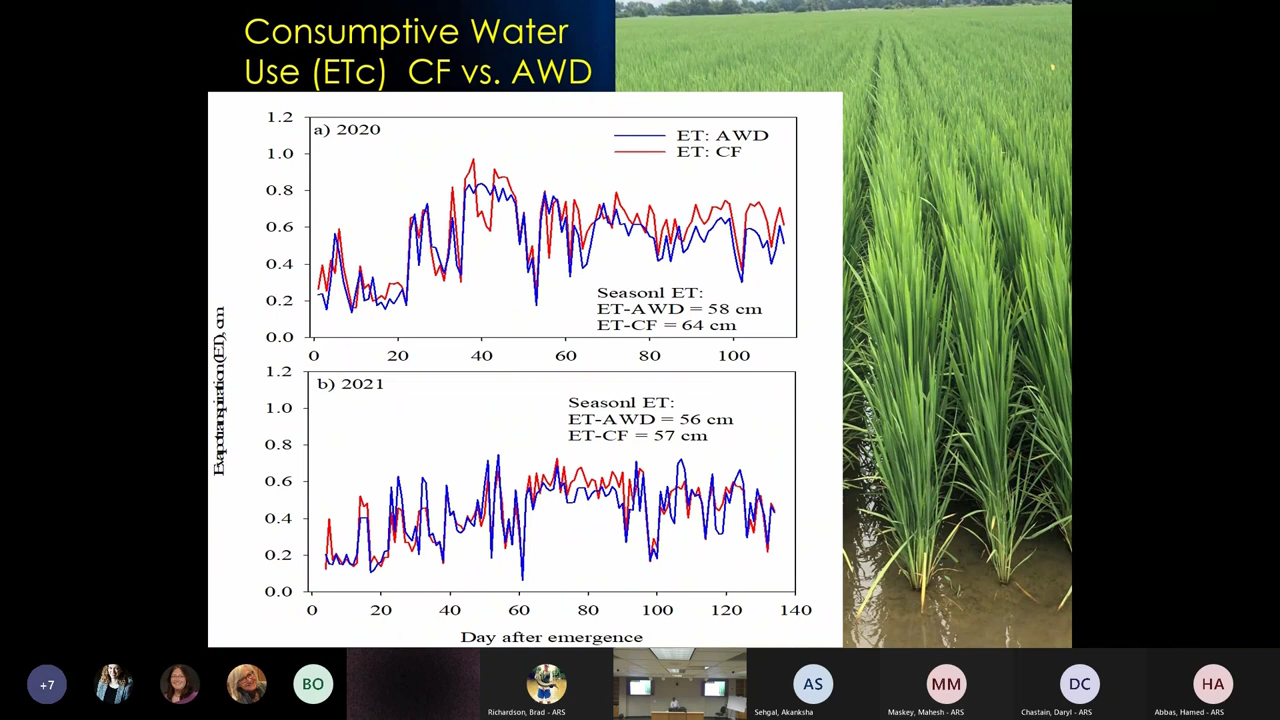 Consumptive Water
Use (ETc) CF vs. AWD
Evapotranspiration (ET), cm
1.2
1.0
0.8
0.6
0.4
0.2
0.0
a) 2020
ET: AWD
ET: CF
Seasonl ET:
ET-AWD = 58 cm
ET-CF = 64 cm
0 20 40 60 80 100
1.2
1.0
0.8
0.6
0.4
0.2
0.0
b) 2021
Seasonl ET:
ET-AWD = 56 cm
ET-CF = 57 cm
0 20 40 60 80 100 120 140
Day after emergence
+7
BO
Richardson, Brad - ARS
AS
Sehgal, Akanksha
MM
Maskey, Mahesh - ARS
DC
Chastain, Daryl - ARS
HA
Abbas, Hamed - ARS